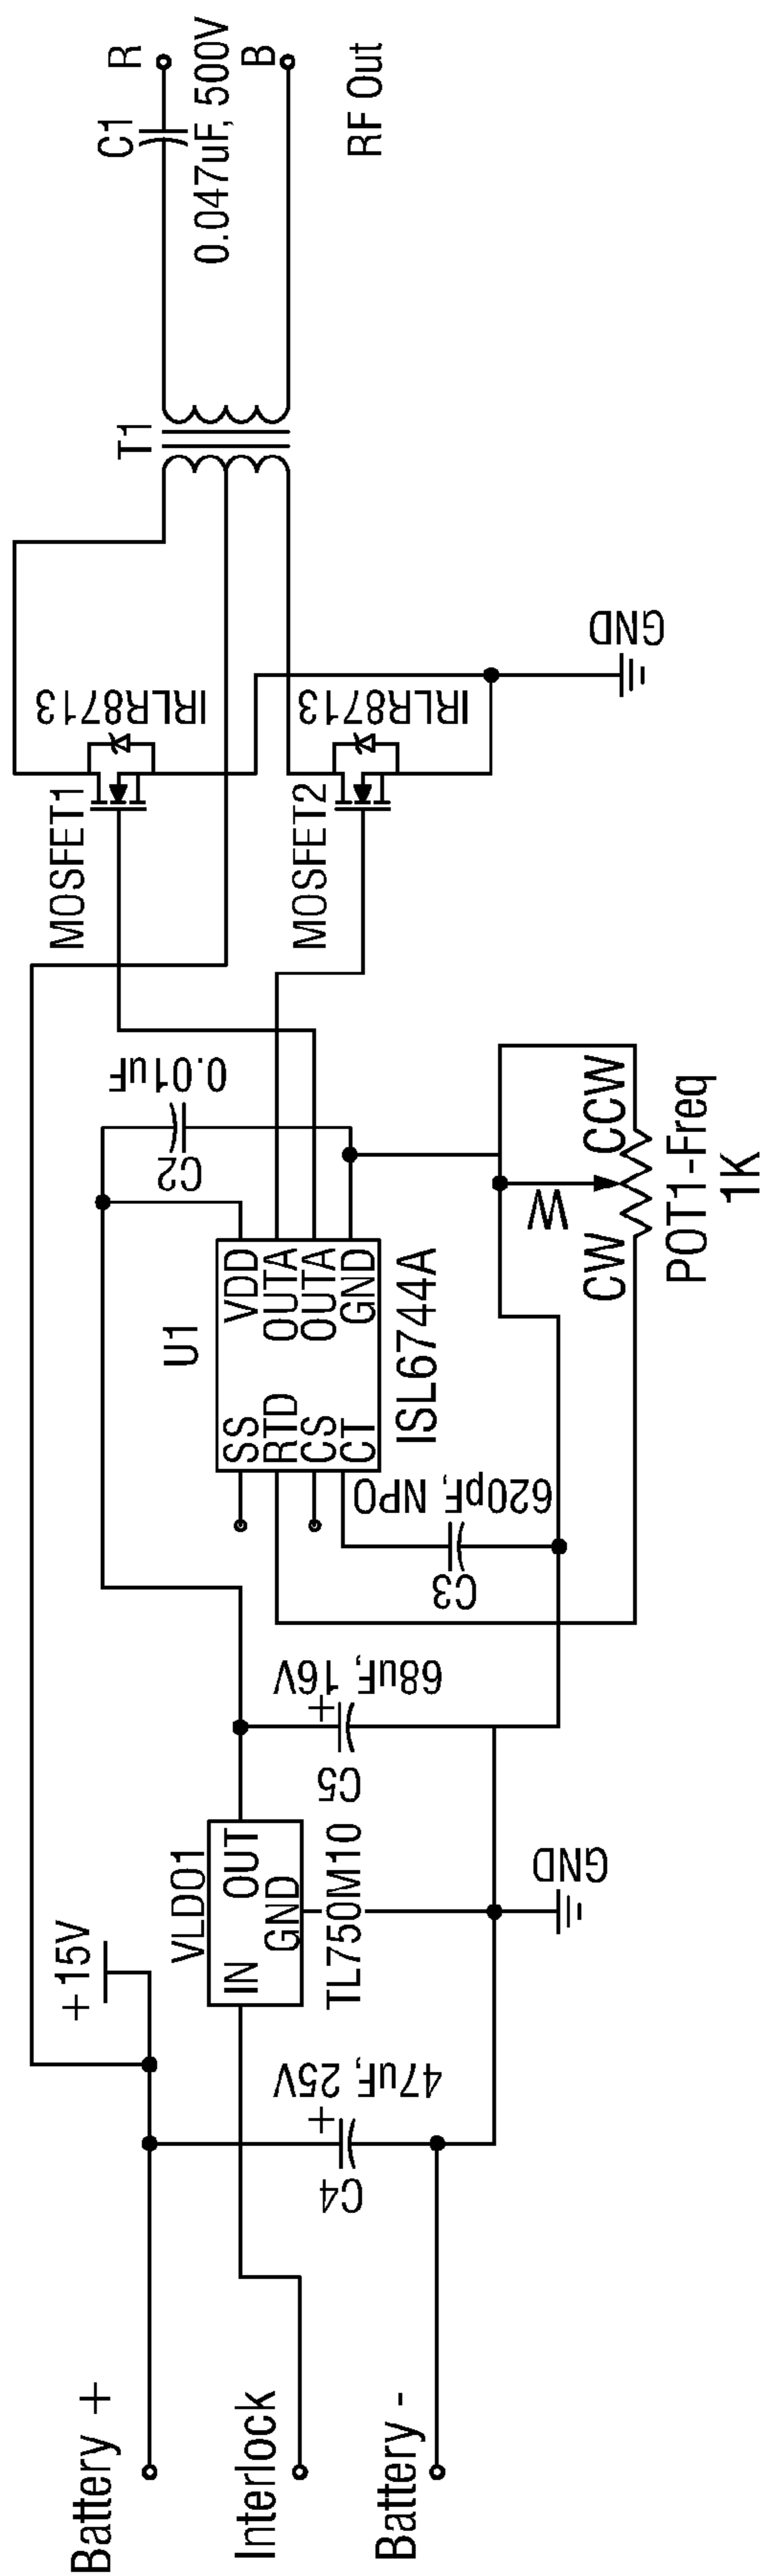 Battery +
Interlock
Battery -
+15V
C4
47uF, 25V
VLDO1
IN
OUT
GND
TL750M10
GND
C5
68uF, 16V
C3
620pF, NPO
U1
SS
RTD
CS
CT
VDD
OUTA
OUTA
GND
ISL6744A
C2
0.01uF
CW
W
CCW
POT1-Freq
1K
MOSFET1
IRLR8713
MOSFET2
IRLR8713
GND
T1
C1
0.047uF, 500V
R
B
RF Out